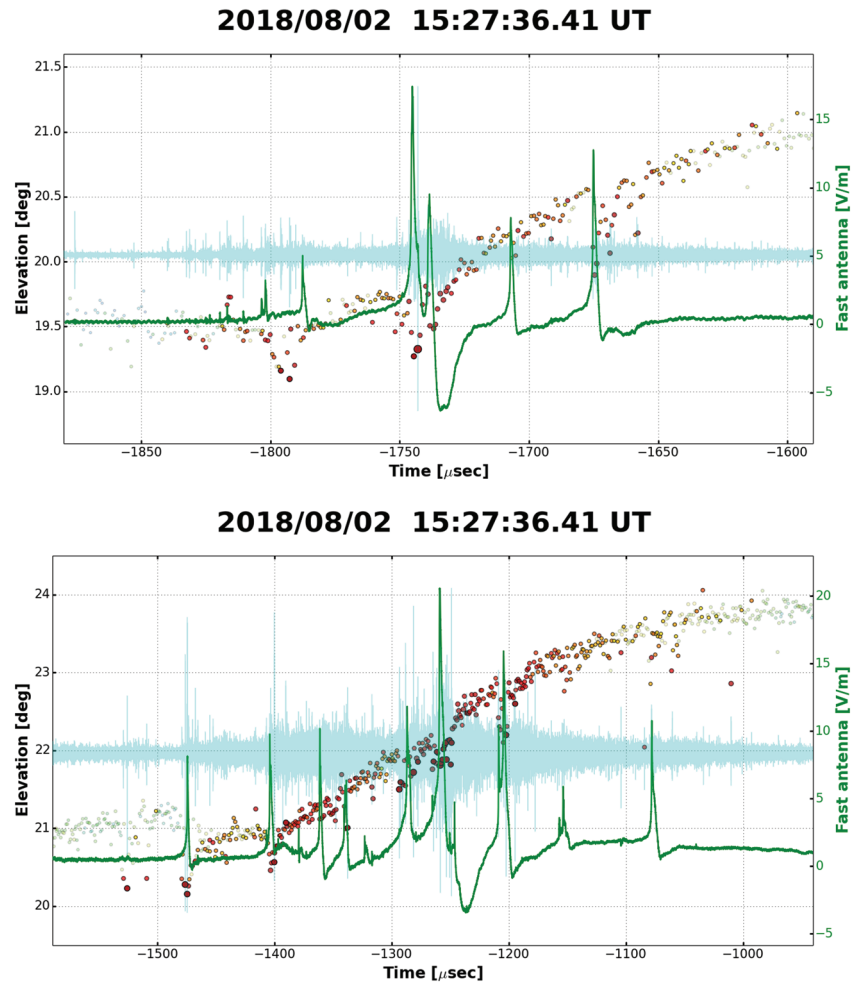 2018/08/02 15:27:36.41 UT
21.5
21.0
20.5
20.0
19.5
19.0
Elevation [deg]
15
10
5
0
−5
Fast antenna [V/m]
−1850 −1800 −1750 −1700 −1650 −1600
Time [μsec]
2018/08/02 15:27:36.41 UT
24
23
22
21
20
Elevation [deg]
20
15
10
5
0
−5
Fast antenna [V/m]
−1500 −1400 −1300 −1200 −1100 −1000
Time [μsec]